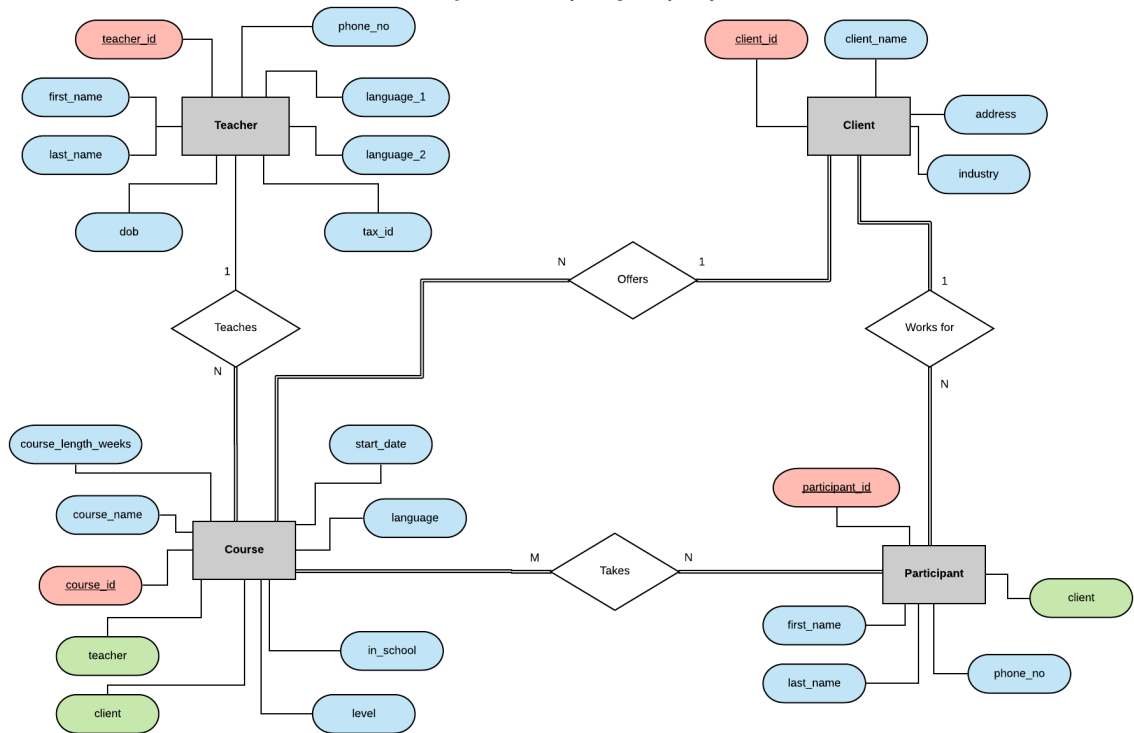 teacher_id
phone_no
first_name
language_1
Teacher
last_name
language_2
dob
tax_id
client_id
client_name
Client
address
industry
1
Teaches
N
N
Offers
1
1
Works for
N
course_length_weeks
start_date
course_name
language
Course
course_id
teacher
in_school
client
level
M
Takes
N
participant_id
Participant
client
first_name
last_name
phone_no